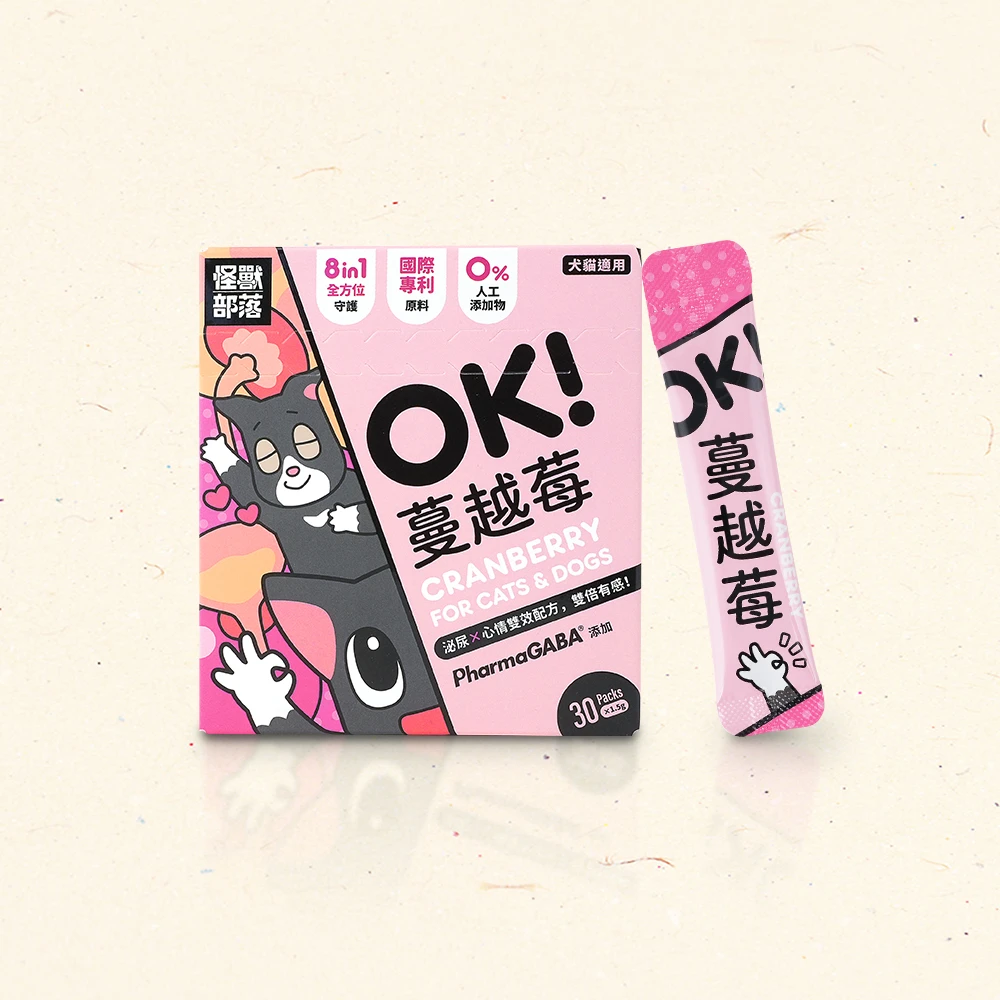 怪獸
部落
8in1
全方位
守護
國際
專利
原料
0%
人工
添加物
犬貓適用
OK!
蔓越莓
CRANBERRY
FOR CATS & DOGS
泌尿×心情雙效配方，雙倍有感！
PharmaGABA® 添加
30 Packs
×1.5g
OK!
蔓越莓
CRANBERRY